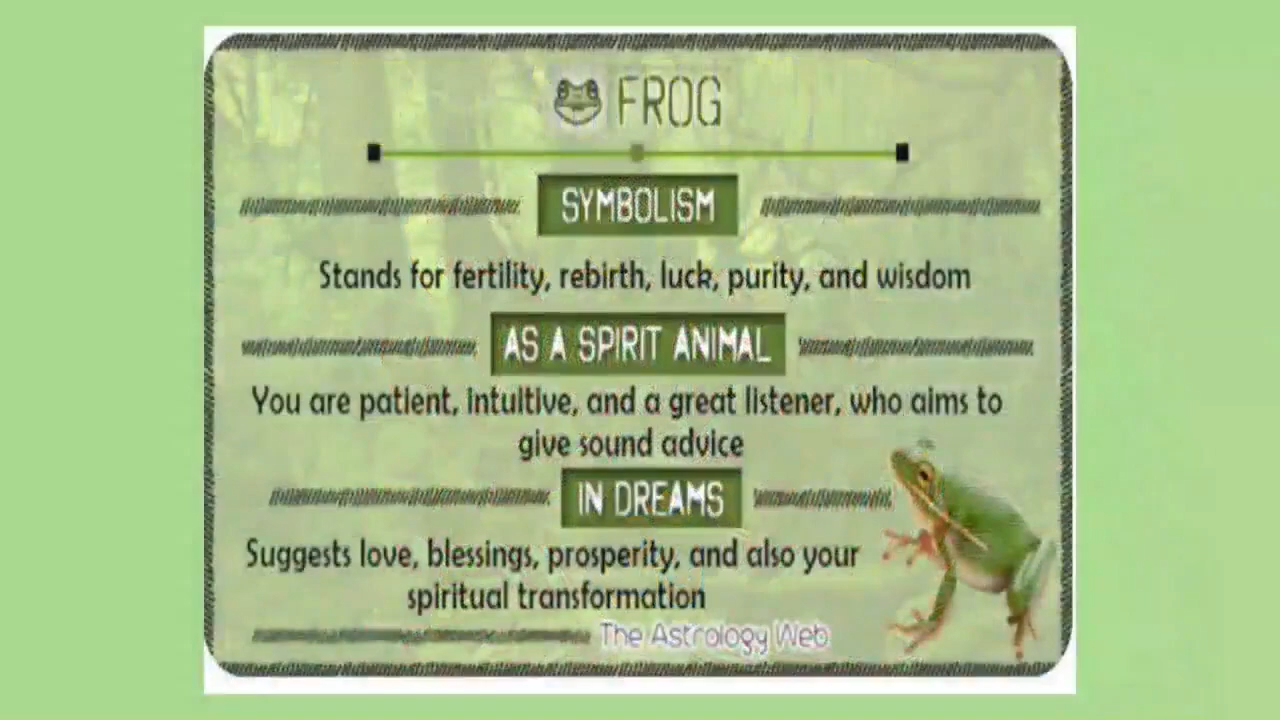 FROG
SYMBOLISM
Stands for fertility, rebirth, luck, purity, and wisdom
AS A SPIRIT ANIMAL
You are patient, intuitive, and a great listener, who aims to
give sound advice
IN DREAMS
Suggests love, blessings, prosperity, and also your
spiritual transformation
The Astrology Web